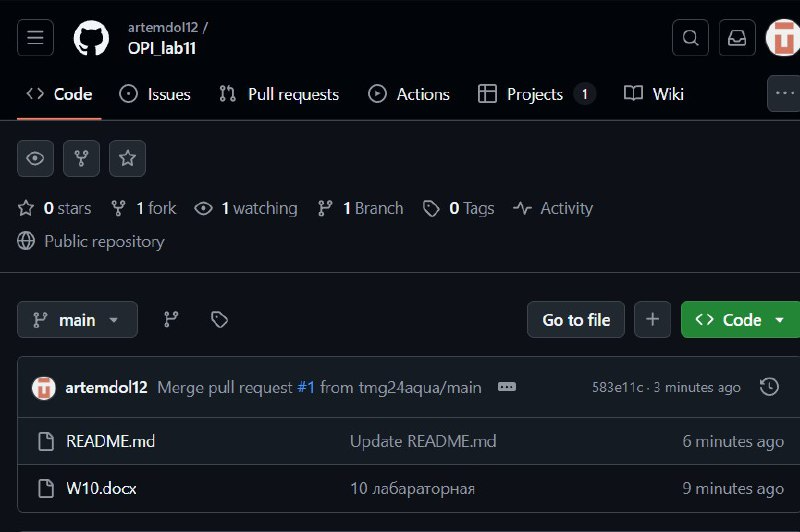 artemdol12 /
OPI_lab11
Code Issues Pull requests Actions Projects 1 Wiki
0 stars 1 fork 1 watching 1 Branch 0 Tags Activity
Public repository
main Go to file Code
artemdol12 Merge pull request #1 from tmg24aqua/main 583e11c · 3 minutes ago
README.md Update README.md 6 minutes ago
W10.docx 10 лабараторная 9 minutes ago